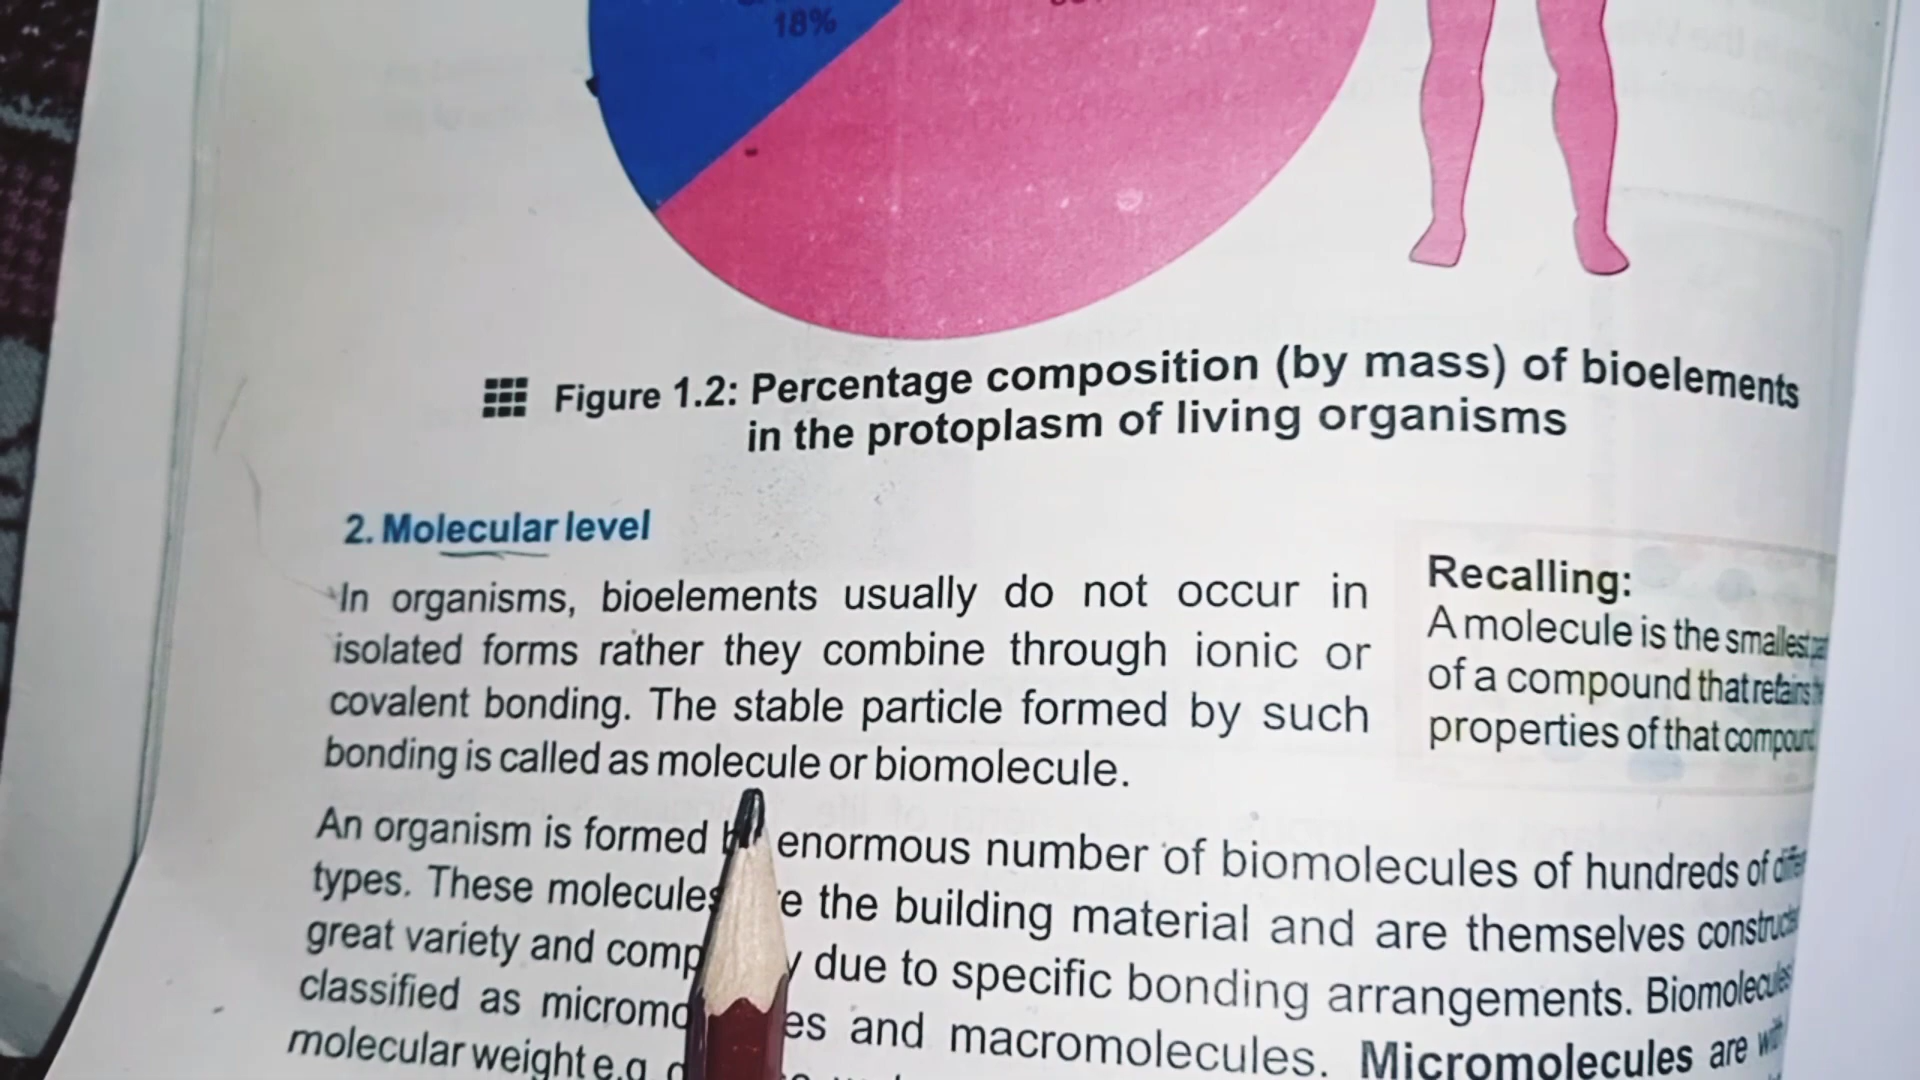 18%
Figure 1.2: Percentage composition (by mass) of bioelements
in the protoplasm of living organisms
2. Molecular level
In organisms, bioelements usually do not occur in
isolated forms rather they combine through ionic or
covalent bonding. The stable particle formed by such
bonding is called as molecule or biomolecule.
Recalling:
A molecule is the smallest
of a compound that retains
properties of that compound
An organism is formed enormous number of biomolecules of hundreds of
types. These molecules the building material and are themselves
great variety and due to specific bonding arrangements. Biomolecules
classified as and macromolecules. Micromolecules are
molecular weight e.g